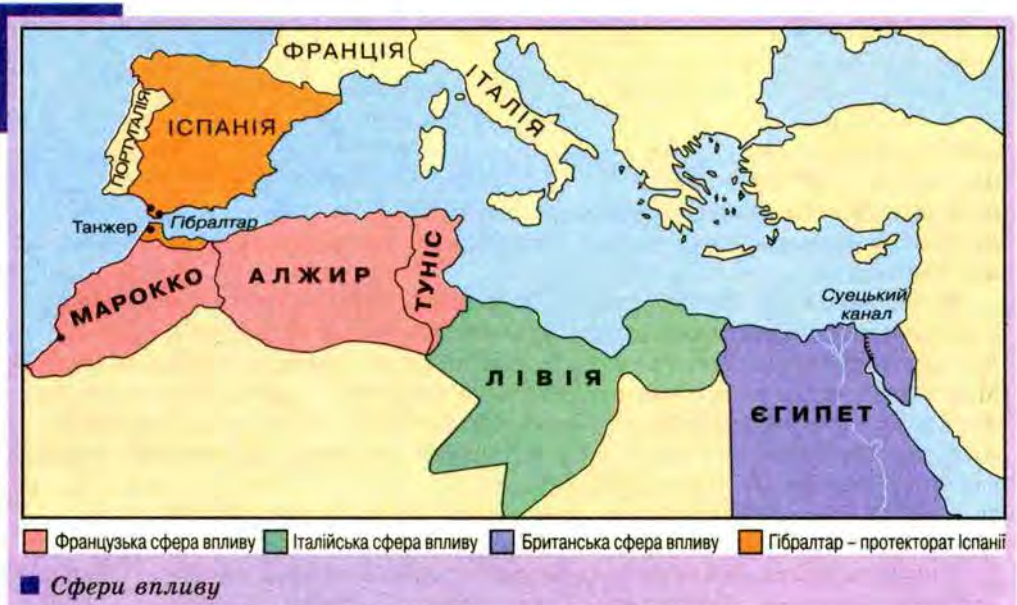 ФРАНЦІЯ
ІТАЛІЯ
ПОРТУГАЛІЯ
ІСПАНІЯ
Танжер
Гібралтар
МАРОККО
АЛЖИР
ТУНІС
ЛІВІЯ
Суецький
канал
ЄГИПЕТ
Французька сфера впливу
Італійська сфера впливу
Британська сфера впливу
Гібралтар – протекторат Іспанії
Сфери впливу